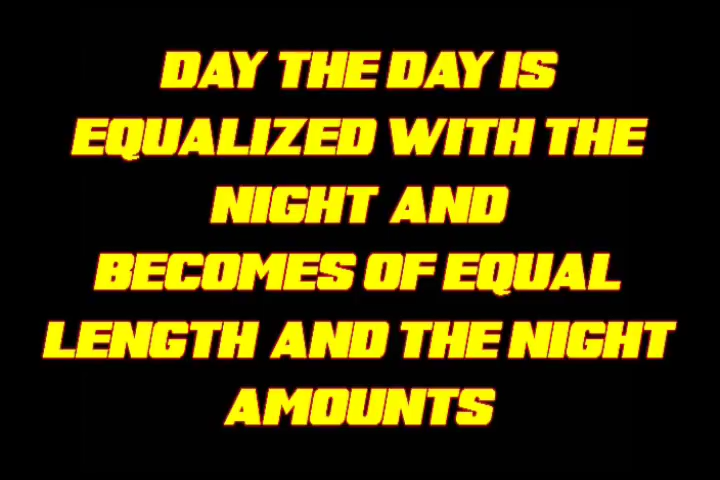 DAY THE DAY IS
EQUALIZED WITH THE
NIGHT AND
BECOMES OF EQUAL
LENGTH AND THE NIGHT
AMOUNTS